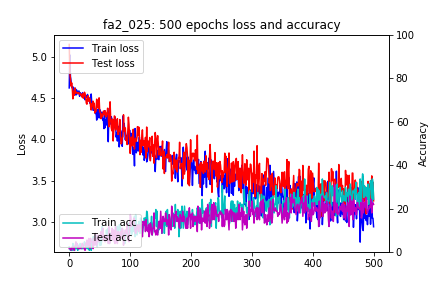 fa2_025: 500 epochs loss and accuracy
Train loss
Test loss
Train acc
Test acc
Loss
5.0
4.5
4.0
3.5
3.0
Accuracy
100
80
60
40
20
0
0
100
200
300
400
500